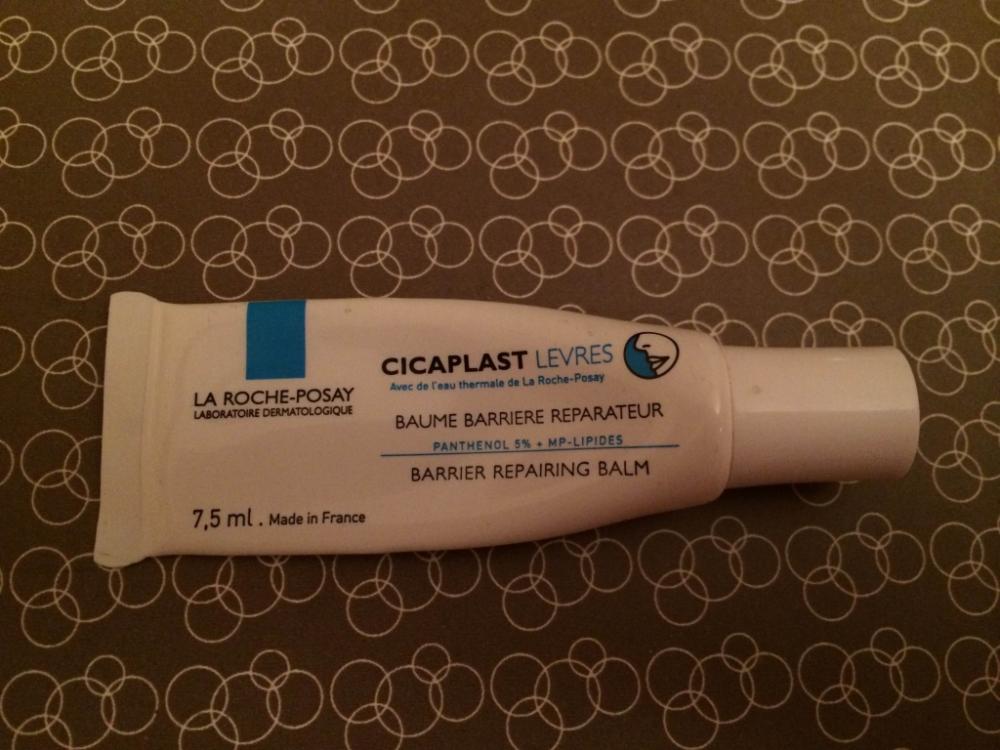 LA ROCHE-POSAY
LABORATOIRE DERMATOLOGIQUE
CICAPLAST LEVRES
Avec de l'eau thermale de La Roche-Posay
BAUME BARRIERE REPARATEUR
PANTHENOL 5% + MP-LIPIDES
BARRIER REPAIRING BALM
7,5 ml . Made in France